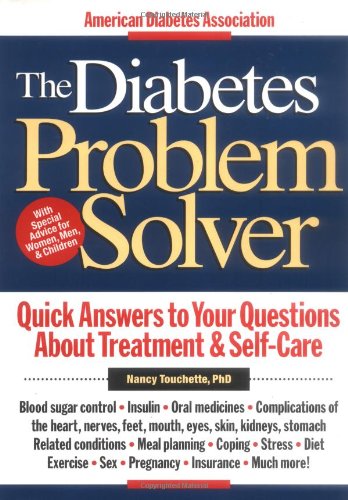 American Diabetes Association
The Diabetes
Problem
Solver
With
Special
Advice for
Women, Men,
& Children
Quick Answers to Your Questions
About Treatment & Self-Care
Nancy Touchette, PhD
Blood sugar control • Insulin • Oral medicines • Complications of
the heart, nerves, feet, mouth, eyes, skin, kidneys, stomach
Related conditions • Meal planning • Coping • Stress • Diet
Exercise • Sex • Pregnancy • Insurance • Much more!